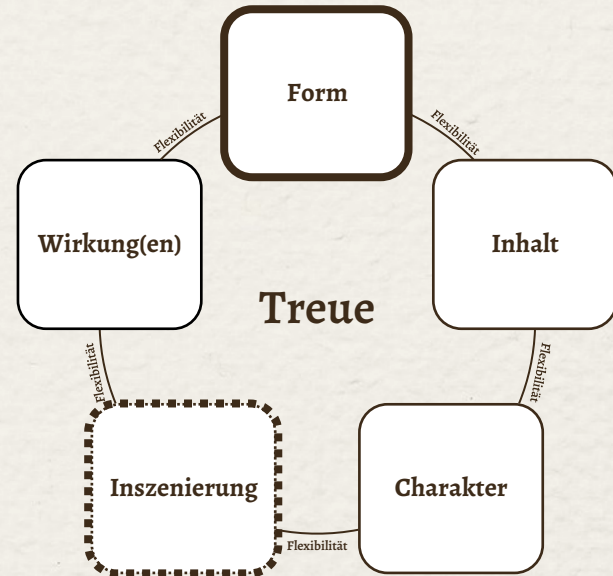 Form
Flexibilität
Flexibilität
Wirkung(en)
Inhalt
Treue
Flexibilität
Flexibilität
Inszenierung
Charakter
Flexibilität